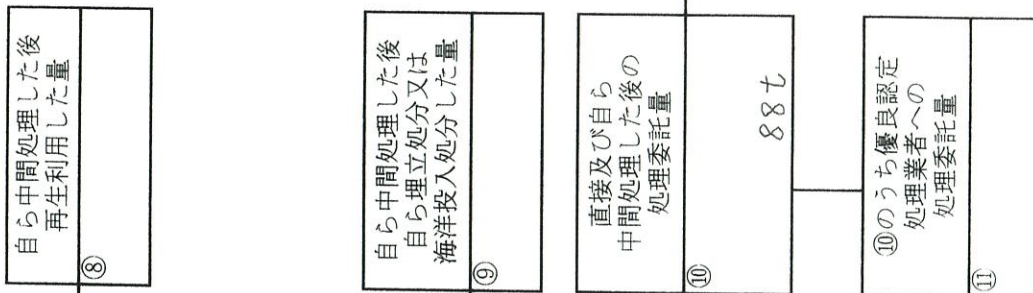 自ら中間処理した後
再生利用した量
⑧
自ら中間処理した後
自ら埋立処分又は
海洋投入処分した量
⑨
直接及び自ら
中間処理した後の
処理委託量
⑩
88t
⑩のうち優良認定
処理業者への
処理委託量
⑪